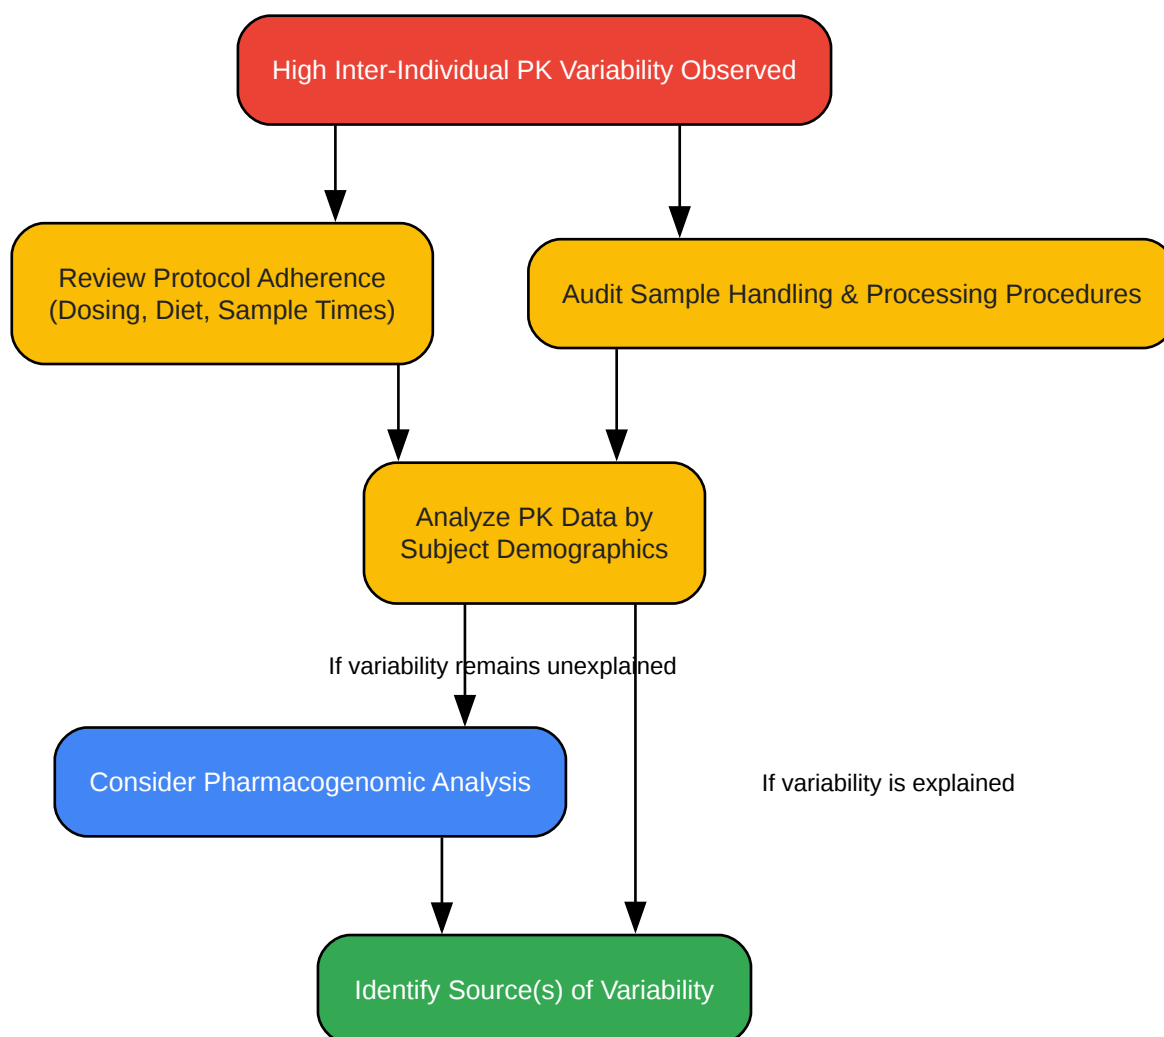 High Inter-Individual PK Variability Observed
Review Protocol Adherence
(Dosing, Diet, Sample Times)
Audit Sample Handling & Processing Procedures
Analyze PK Data by
Subject Demographics
If variability remains unexplained
Consider Pharmacogenomic Analysis
If variability is explained
Identify Source(s) of Variability